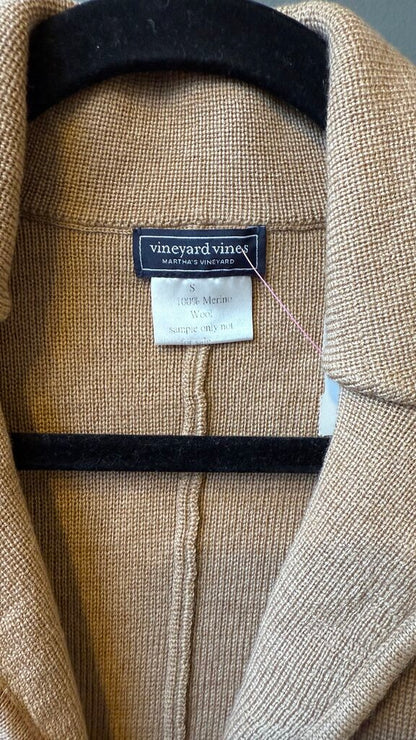 vineyard vines
MARTHA'S VINEYARD
S
100% Merino
Wool
sample only not